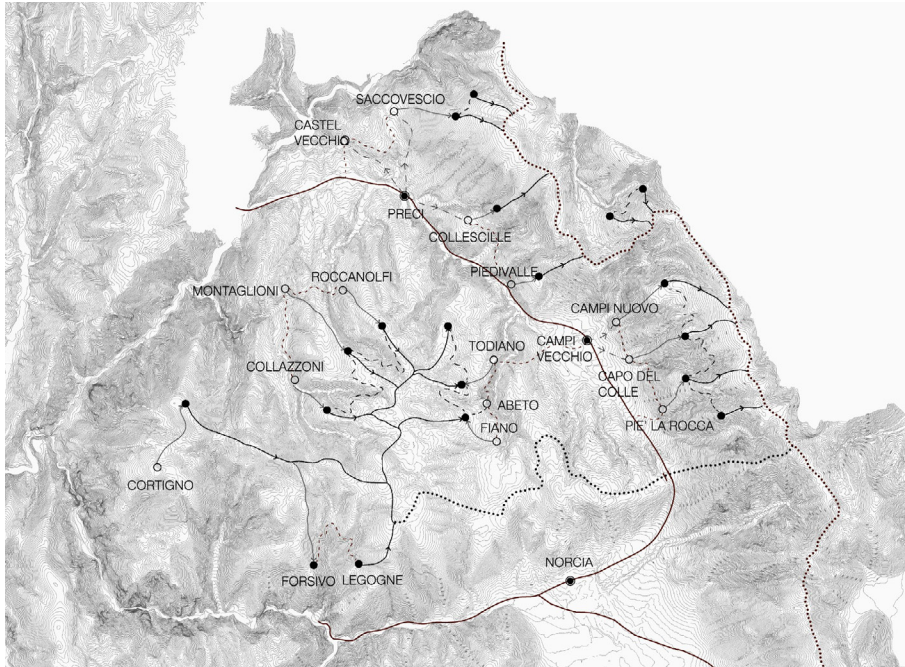 SACCOVESCIO
CASTEL
VECCHIO
PRECI
COLLESCILLE
ROCCANOLFI
PIEDIVALLE
MONTAGLIONI
CAMPI NUOVO
CAMPI
VECCHIO
TODIANO
COLLAZZONI
CAPO DEL
COLLE
ABETO
FIANO
PIE' LA ROCCA
CORTIGNO
NORCIA
FORSIVO
LEGOGNE